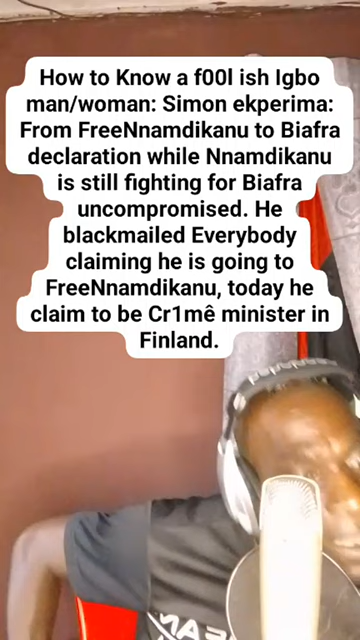 How to Know a f00l ish Igbo
man/woman: Simon ekperima:
From FreeNnamdikanu to Biafra
declaration while Nnamdikanu
is still fighting for Biafra
uncompromised. He
blackmailed Everybody
claiming he is going to
FreeNnamdikanu, today he
claim to be Cr1mê minister in
Finland.